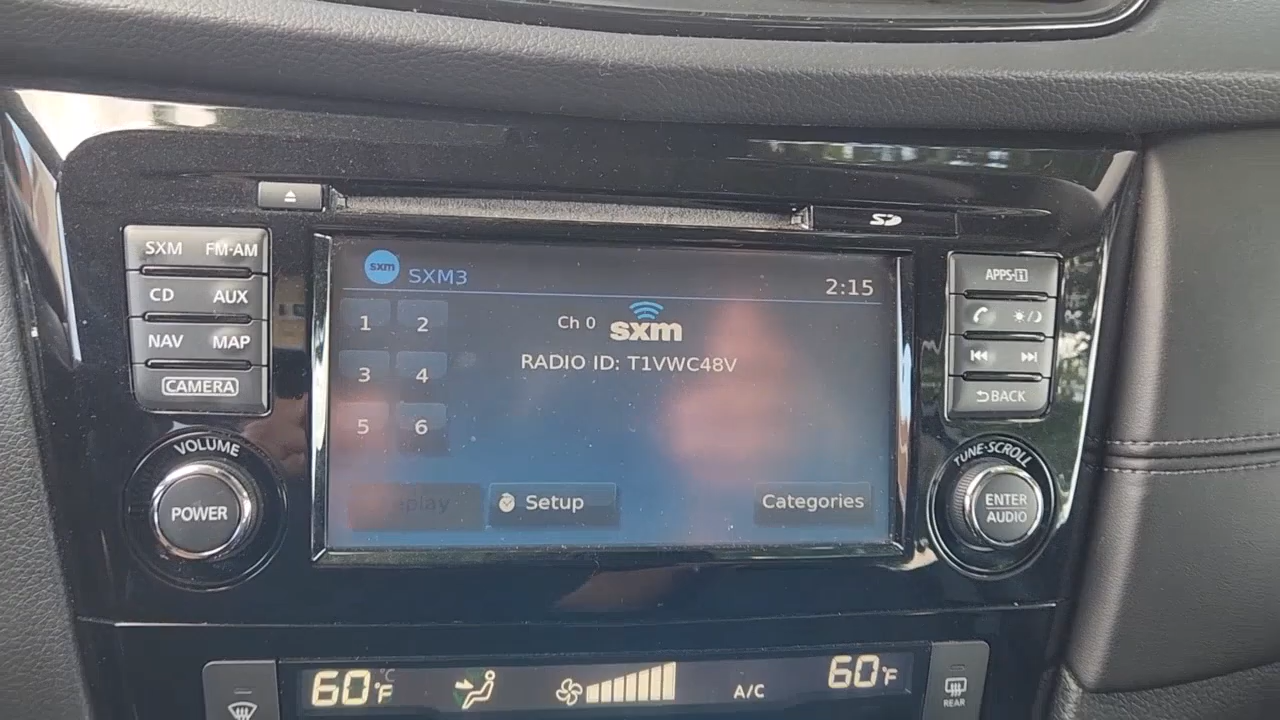 SD
SXM FM-AM
CD AUX
NAV MAP
CAMERA
VOLUME
POWER
sxm SXM3 2:15
1 2
3 4
5 6
Ch 0 sxm
RADIO ID: T1VWC48V
Setup
Categories
APPS·i
BACK
TUNE·SCROLL
ENTER
AUDIO
60°F
A/C
60°F
REAR